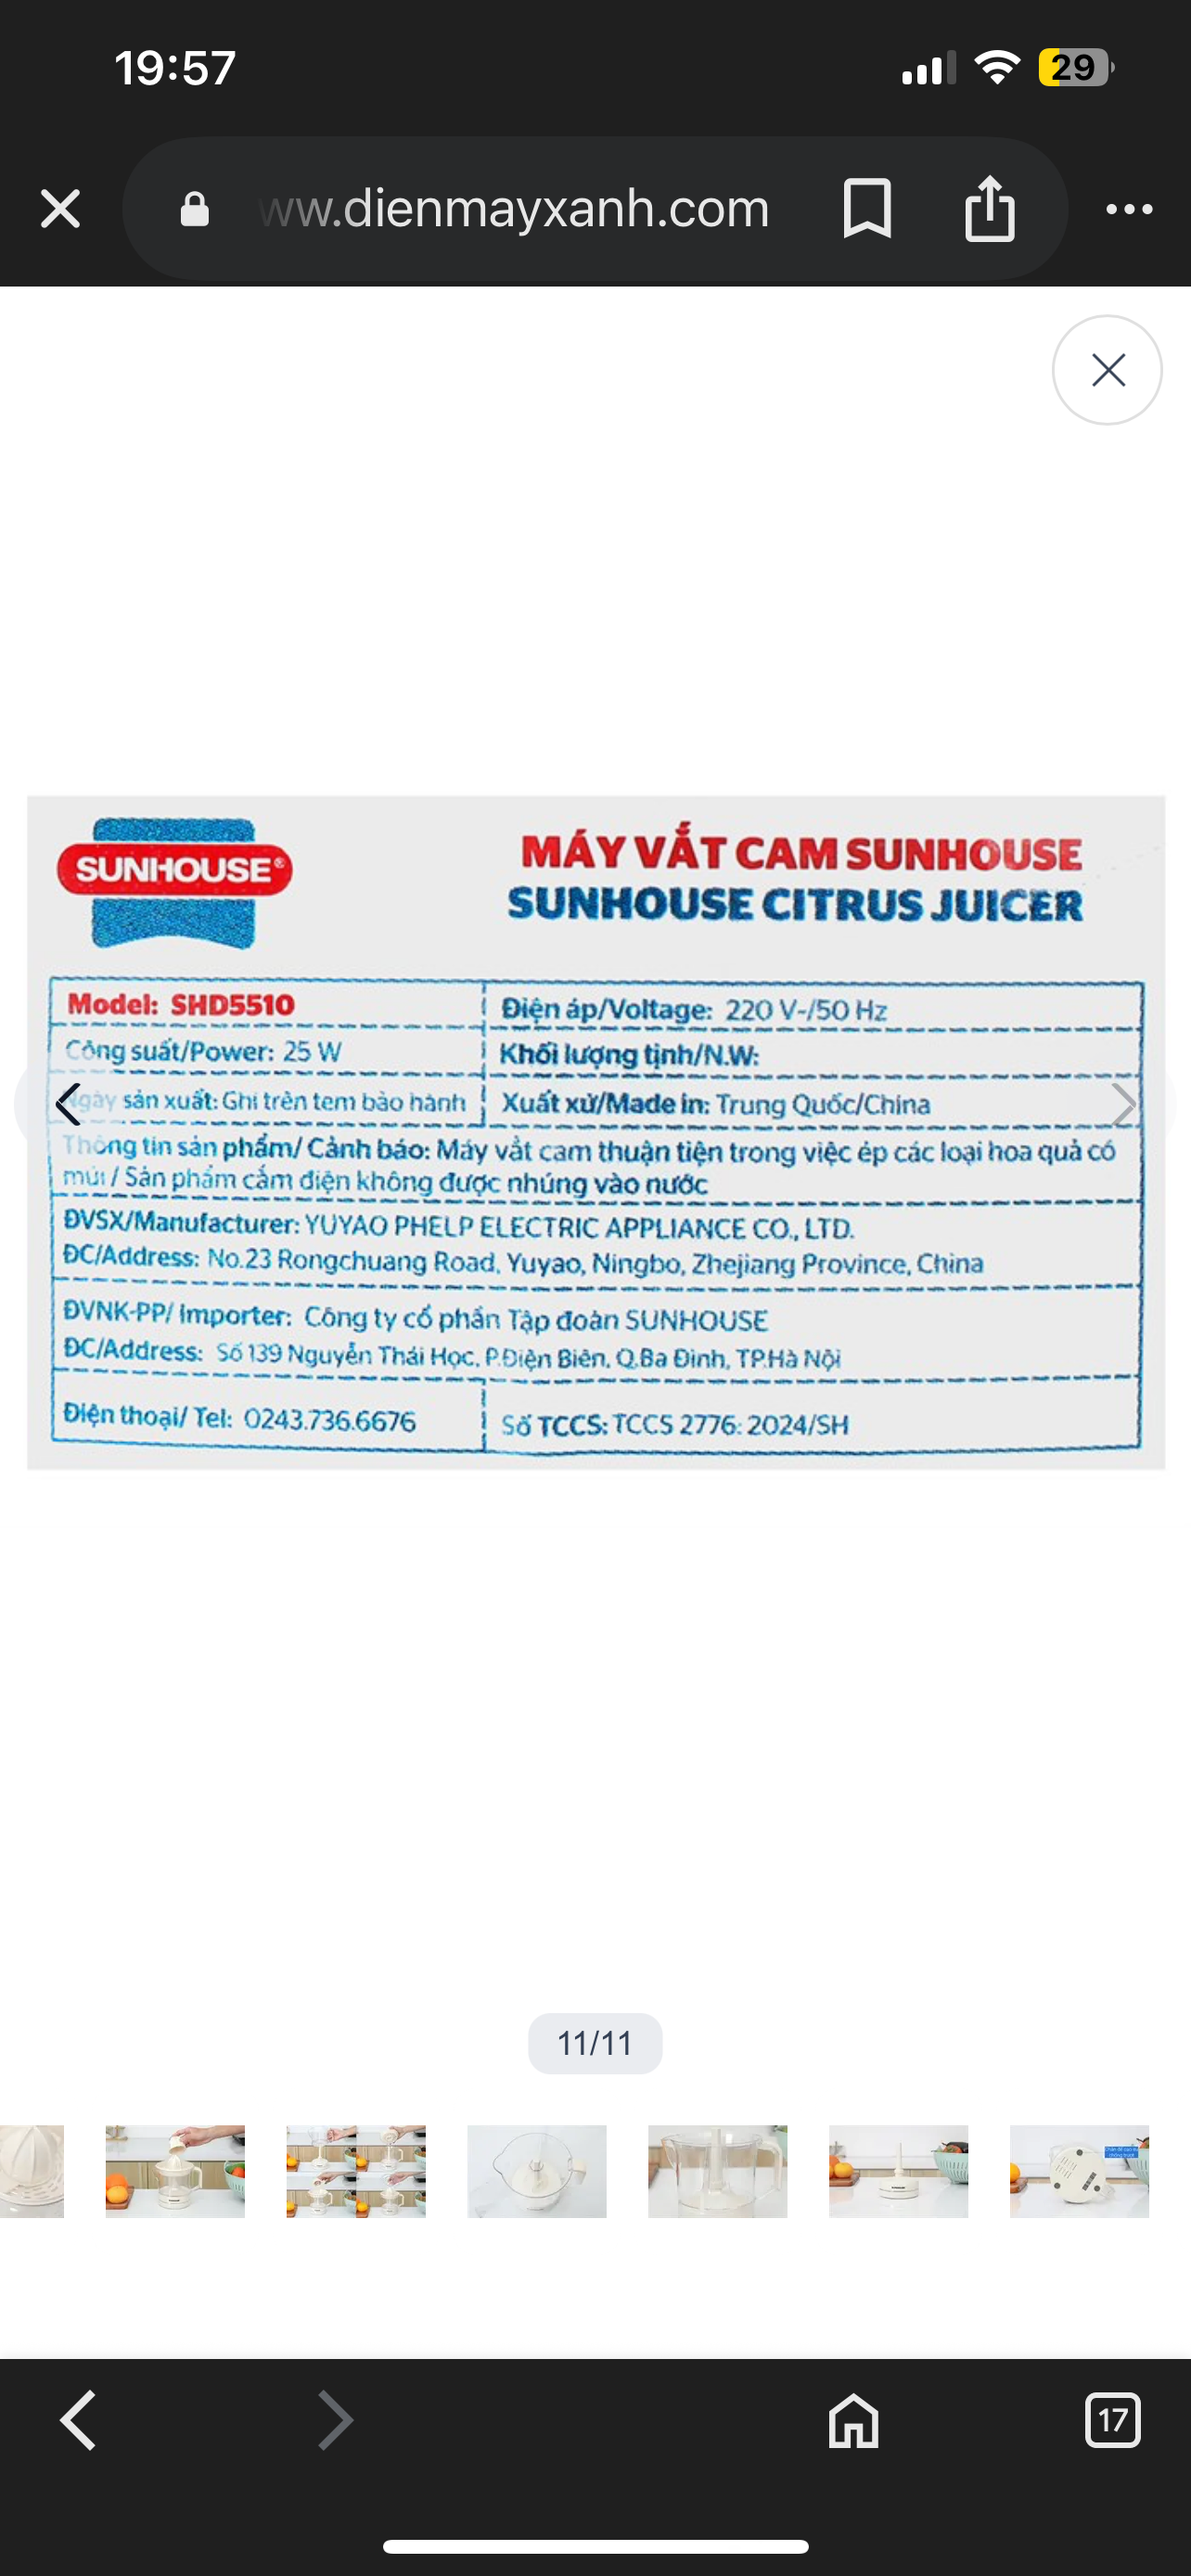 19:57
29
ww.dienmayxanh.com
SUNHOUSE®
MÁY VẮT CAM SUNHOUSE
SUNHOUSE CITRUS JUICER
Model: SHD5510
Điện áp/Voltage: 220 V~/50 Hz
Công suất/Power: 25 W
Khối lượng tịnh/N.W:
Ngày sản xuất: Ghi trên tem bảo hành
Xuất xứ/Made in: Trung Quốc/China
Thông tin sản phẩm/ Cảnh báo: Máy vắt cam thuận tiện trong việc ép các loại hoa quả có
múi / Sản phẩm cắm điện không được nhúng vào nước
ĐVSX/Manufacturer: YUYAO PHELP ELECTRIC APPLIANCE CO., LTD.
ĐC/Address: No.23 Rongchuang Road, Yuyao, Ningbo, Zhejiang Province, China
ĐVNK-PP/ Importer: Công ty cổ phần Tập đoàn SUNHOUSE
ĐC/Address: Số 139 Nguyễn Thái Học, P.Điện Biên, Q.Ba Đình, TP.Hà Nội
Điện thoại/ Tel: 0243.736.6676
Số TCCS: TCCS 2776: 2024/SH
11/11
17